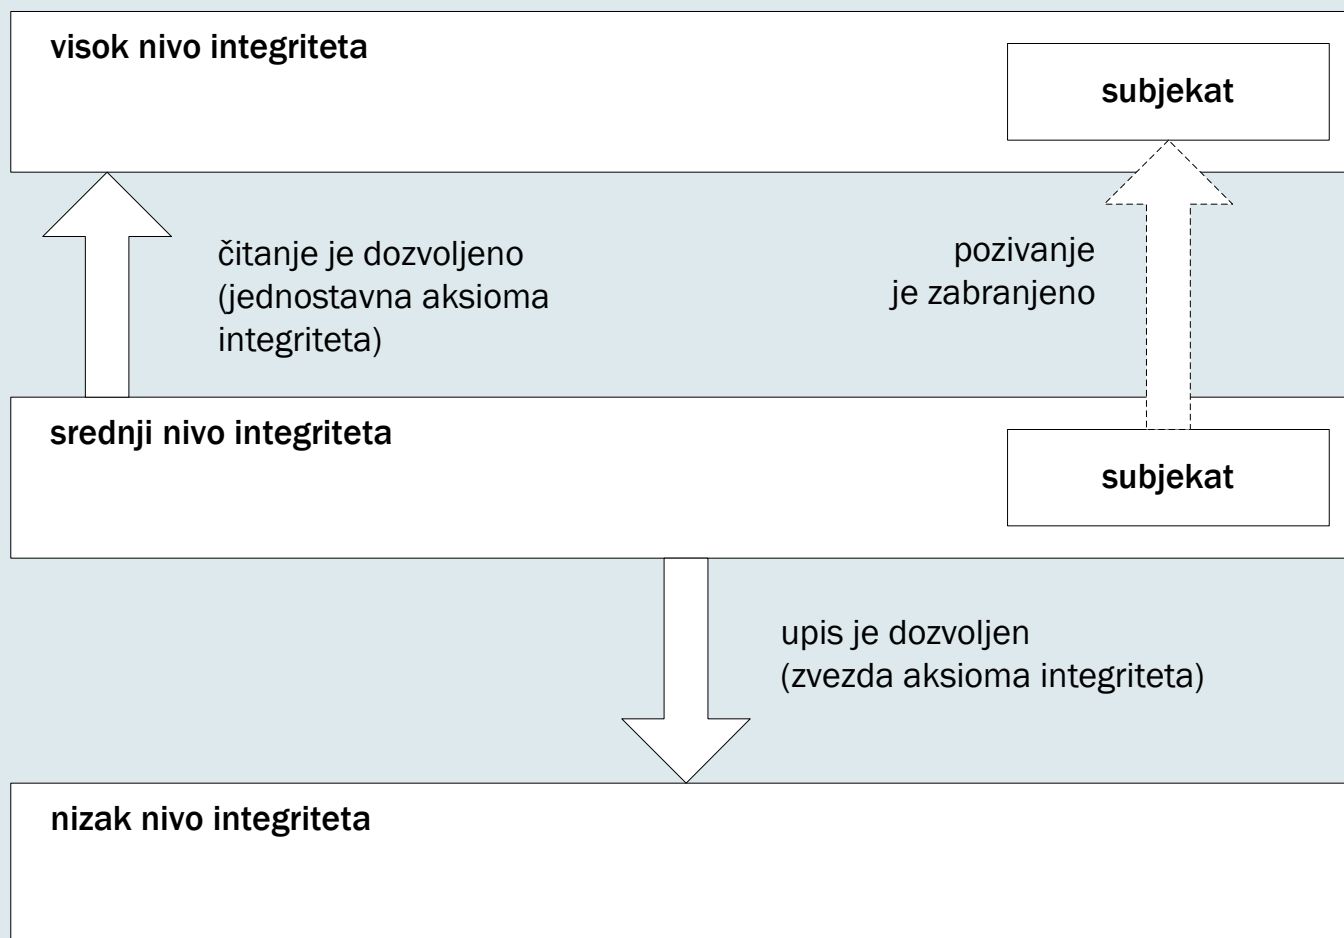 visok nivo integriteta
subjekat
čitanje je dozvoljeno
(jednostavna aksioma
integriteta)
pozivanje
je zabranjeno
srednji nivo integriteta
subjekat
upis je dozvoljen
(zvezda aksioma integriteta)
nizak nivo integriteta